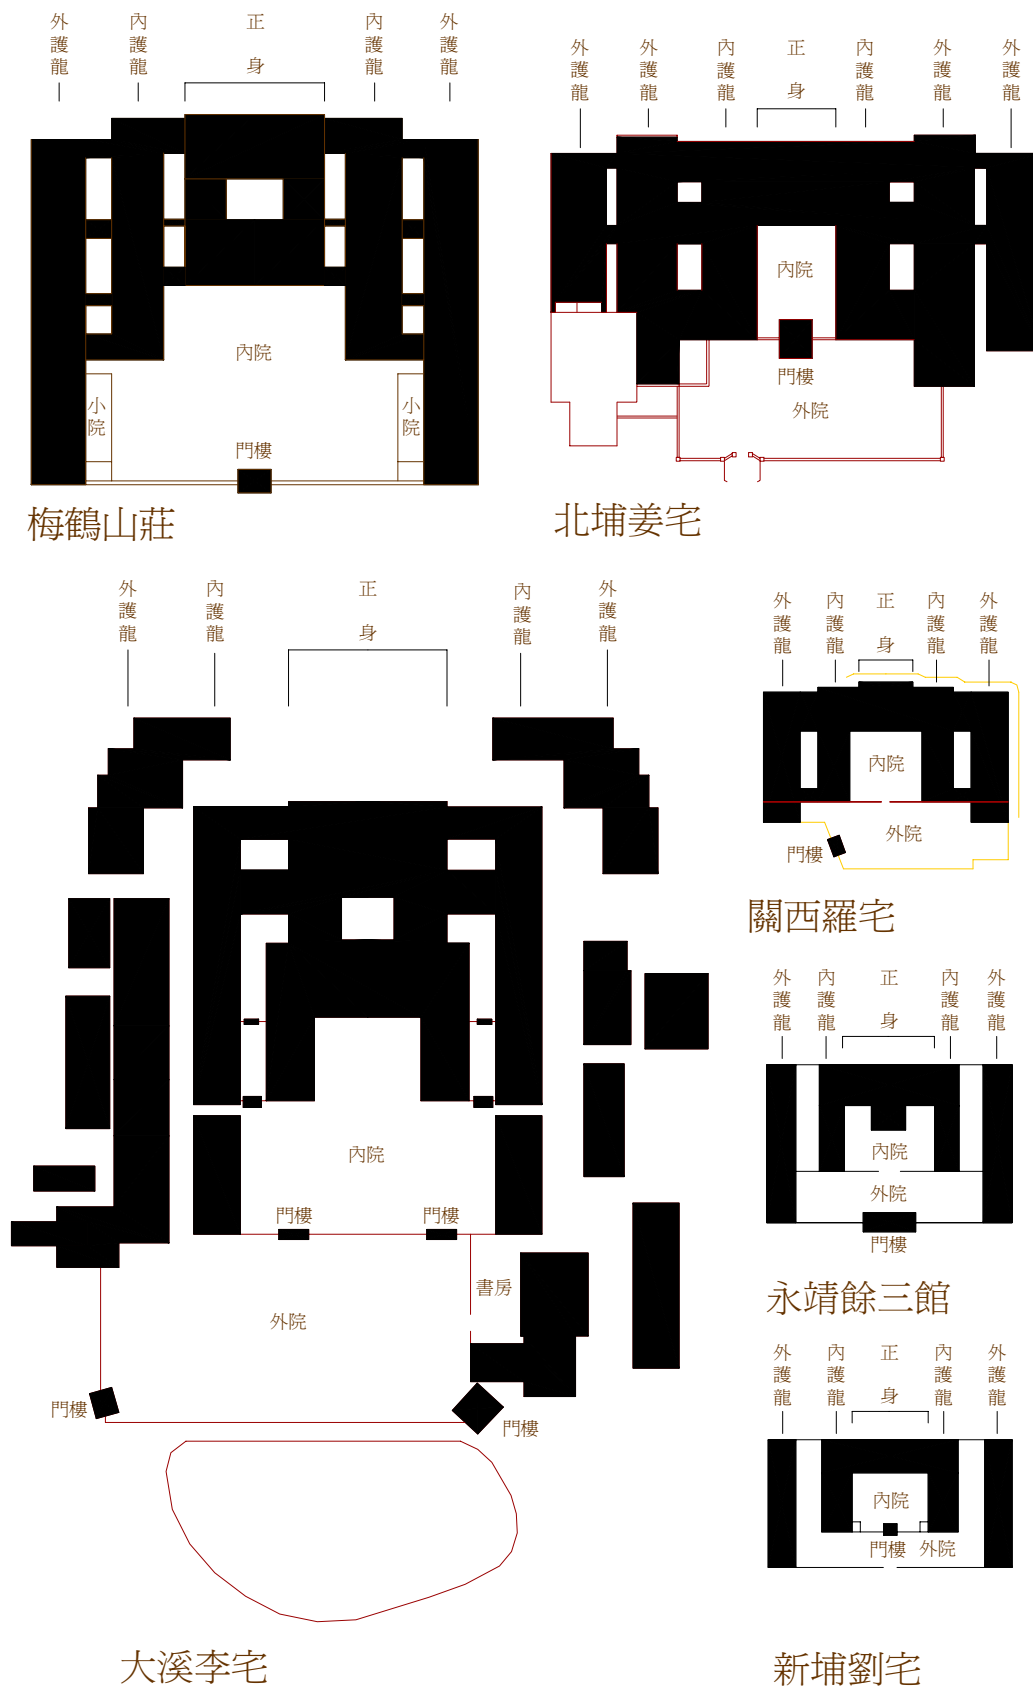 外護龍
內護龍
正身
內護龍
外護龍
內院
小院
小院
門樓
梅鶴山莊
外護龍
外護龍
內護龍
正身
內護龍
外護龍
外護龍
內院
門樓
外院
北埔姜宅
外護龍
內護龍
正身
內護龍
外護龍
內院
門樓
門樓
書房
外院
門樓
門樓
大溪李宅
外護龍
內護龍
正身
內護龍
外護龍
內院
外院
門樓
關西羅宅
外護龍
內護龍
正身
內護龍
外護龍
內院
外院
門樓
永靖餘三館
外護龍
內護龍
正身
內護龍
外護龍
內院
門樓
外院
新埔劉宅